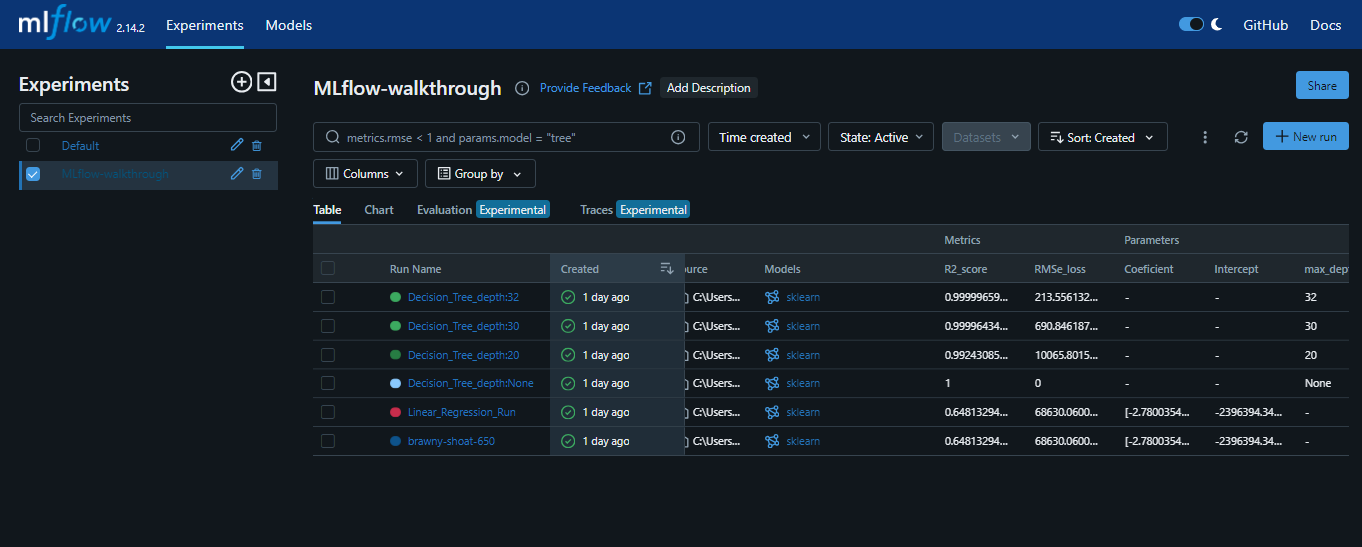 mlflow 2.14.2 Experiments Models GitHub Docs
Experiments
Search Experiments
Default
MLflow-walkthrough
MLflow-walkthrough Provide Feedback Add Description Share
metrics.rmse < 1 and params.model = "tree" Time created State: Active Datasets Sort: Created New run
Columns Group by
Table Chart Evaluation Experimental Traces Experimental
Metrics Parameters
Run Name Created ource Models R2_score RMSe_loss Coeficient Intercept max_dept
Decision_Tree_depth:32 1 day ago C:\Users... sklearn 0.99999659... 213.556132... - - 32
Decision_Tree_depth:30 1 day ago C:\Users... sklearn 0.99996434... 690.846187... - - 30
Decision_Tree_depth:20 1 day ago C:\Users... sklearn 0.99243085... 10065.8015... - - 20
Decision_Tree_depth:None 1 day ago C:\Users... sklearn 1 0 - - None
Linear_Regression_Run 1 day ago C:\Users... sklearn 0.64813294... 68630.0600... [-2.7800354... -2396394.34... -
brawny-shoat-650 1 day ago C:\Users... sklearn 0.64813294... 68630.0600... [-2.7800354... -2396394.34... -